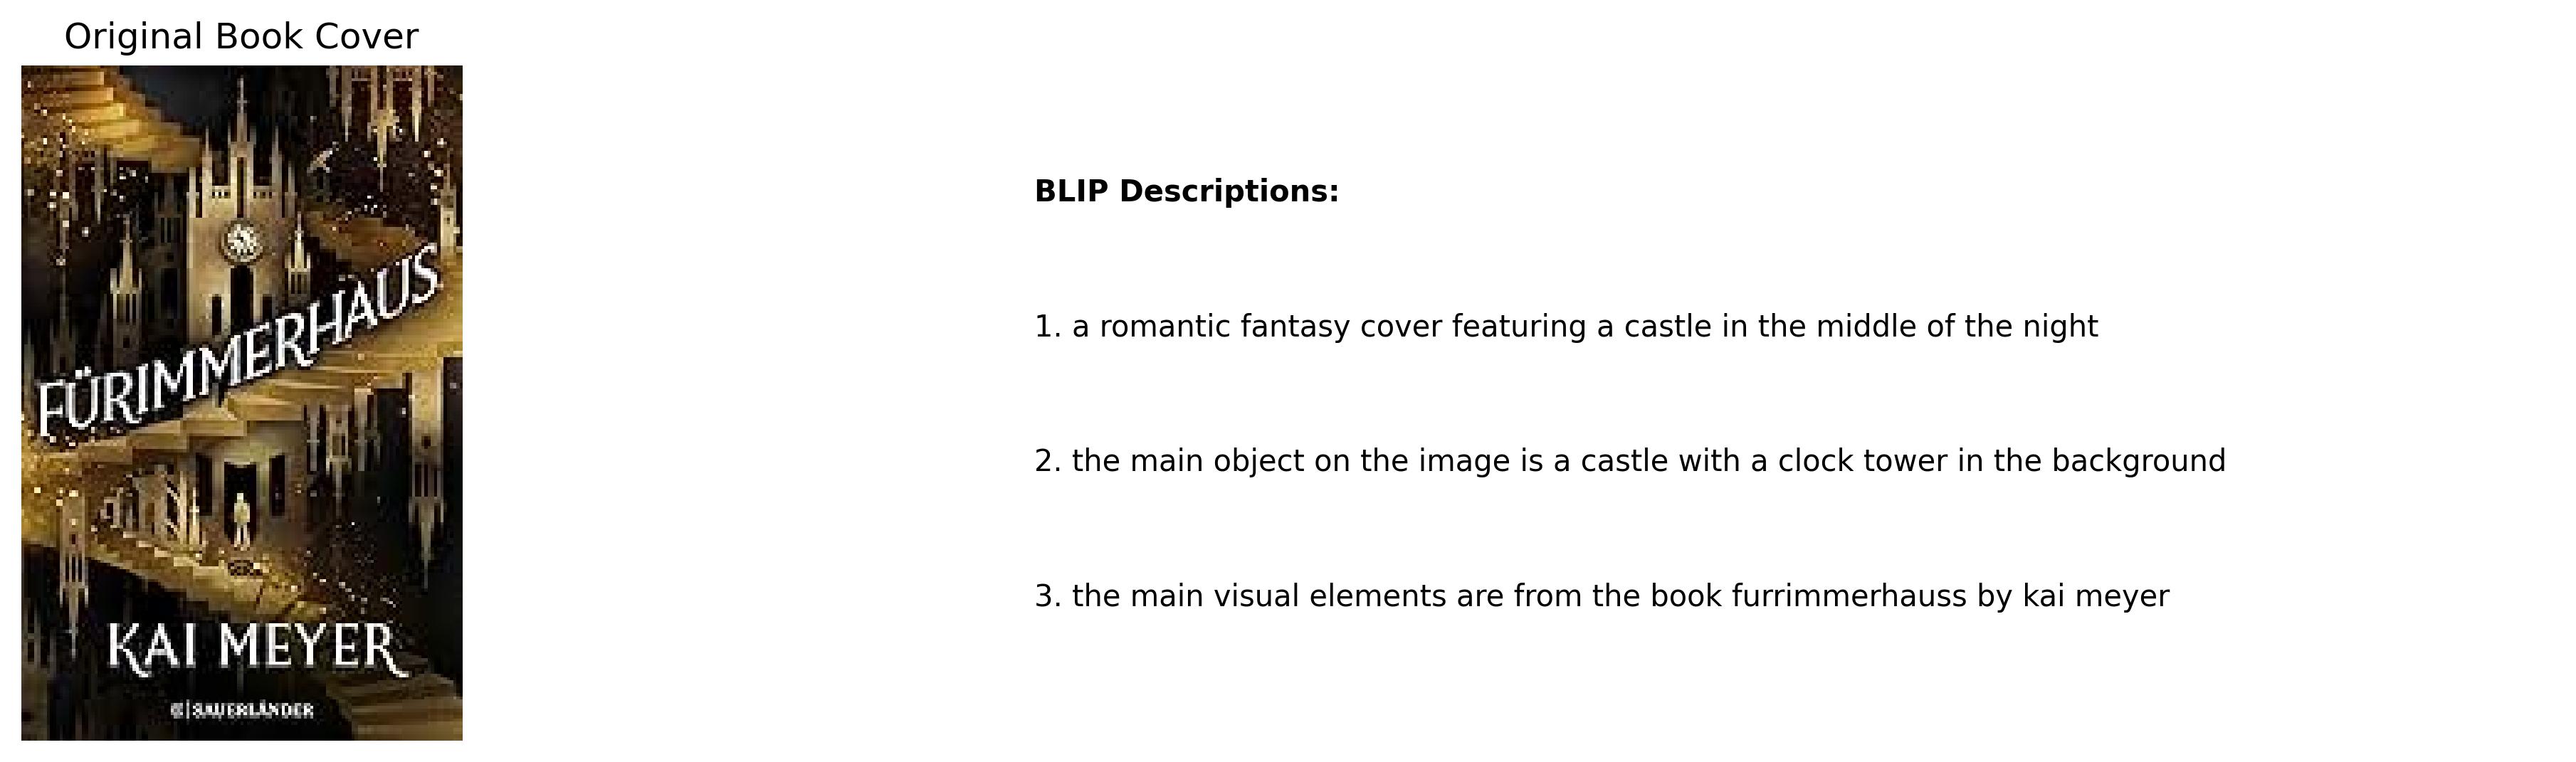 Original Book Cover
FÜRIMMERHAUS
KAI MEYER
SAUERLÄNDER
BLIP Descriptions:
1. a romantic fantasy cover featuring a castle in the middle of the night
2. the main object on the image is a castle with a clock tower in the background
3. the main visual elements are from the book furrimmerhauss by kai meyer